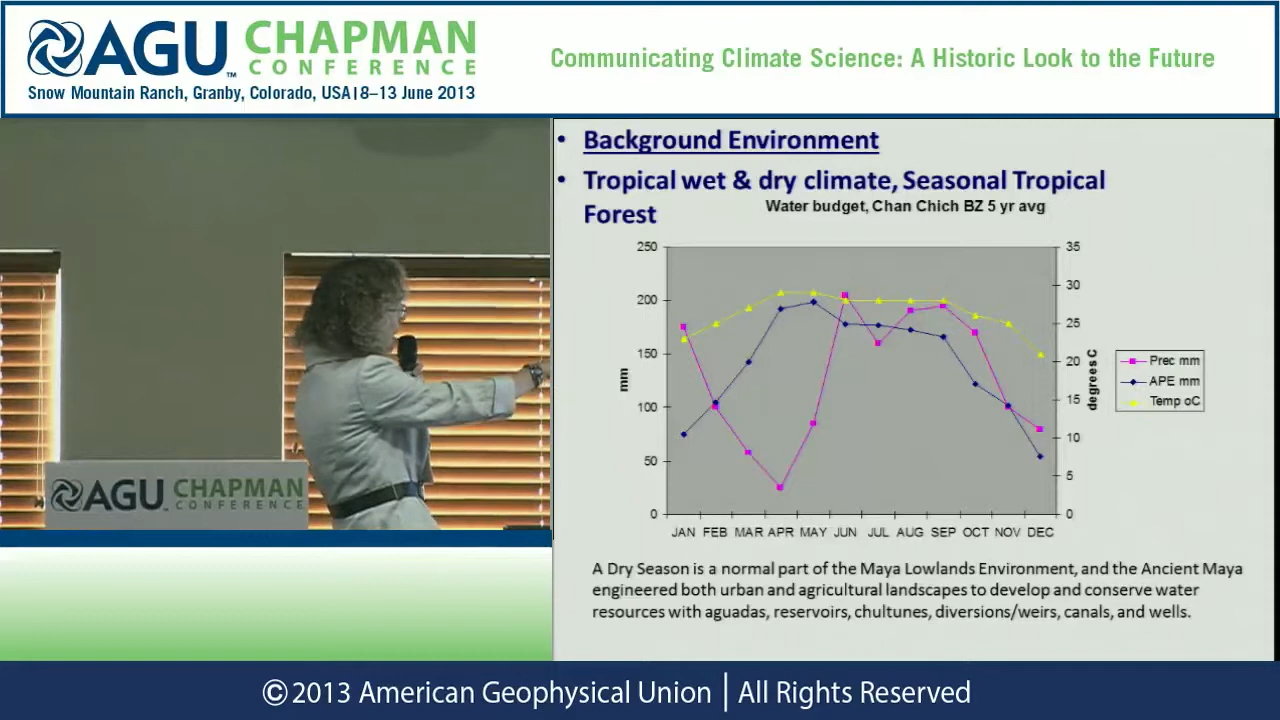 AGU CHAPMAN
CONFERENCE
™
Snow Mountain Ranch, Granby, Colorado, USA|8–13 June 2013
Communicating Climate Science: A Historic Look to the Future
AGU CHAPMAN
CONFERENCE
• Background Environment
• Tropical wet & dry climate, Seasonal Tropical
Forest
Water budget, Chan Chich BZ 5 yr avg
250
200
150
100
50
0
mm
35
30
25
20
15
10
5
0
degrees C
JAN FEB MAR APR MAY JUN JUL AUG SEP OCT NOV DEC
Prec mm
APE mm
Temp oC
A Dry Season is a normal part of the Maya Lowlands Environment, and the Ancient Maya
engineered both urban and agricultural landscapes to develop and conserve water
resources with aguadas, reservoirs, chultunes, diversions/weirs, canals, and wells.
©2013 American Geophysical Union | All Rights Reserved